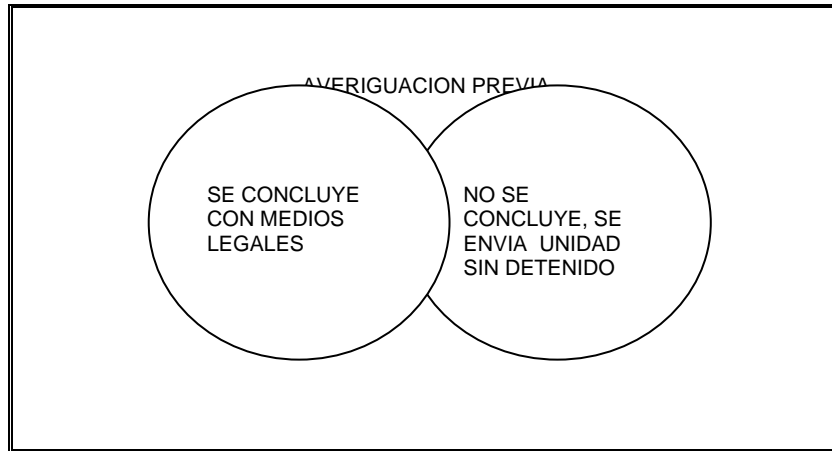 AVERIGUACION PREVIA
SE CONCLUYE
CON MEDIOS
LEGALES
NO SE
CONCLUYE, SE
ENVIA UNIDAD
SIN DETENIDO